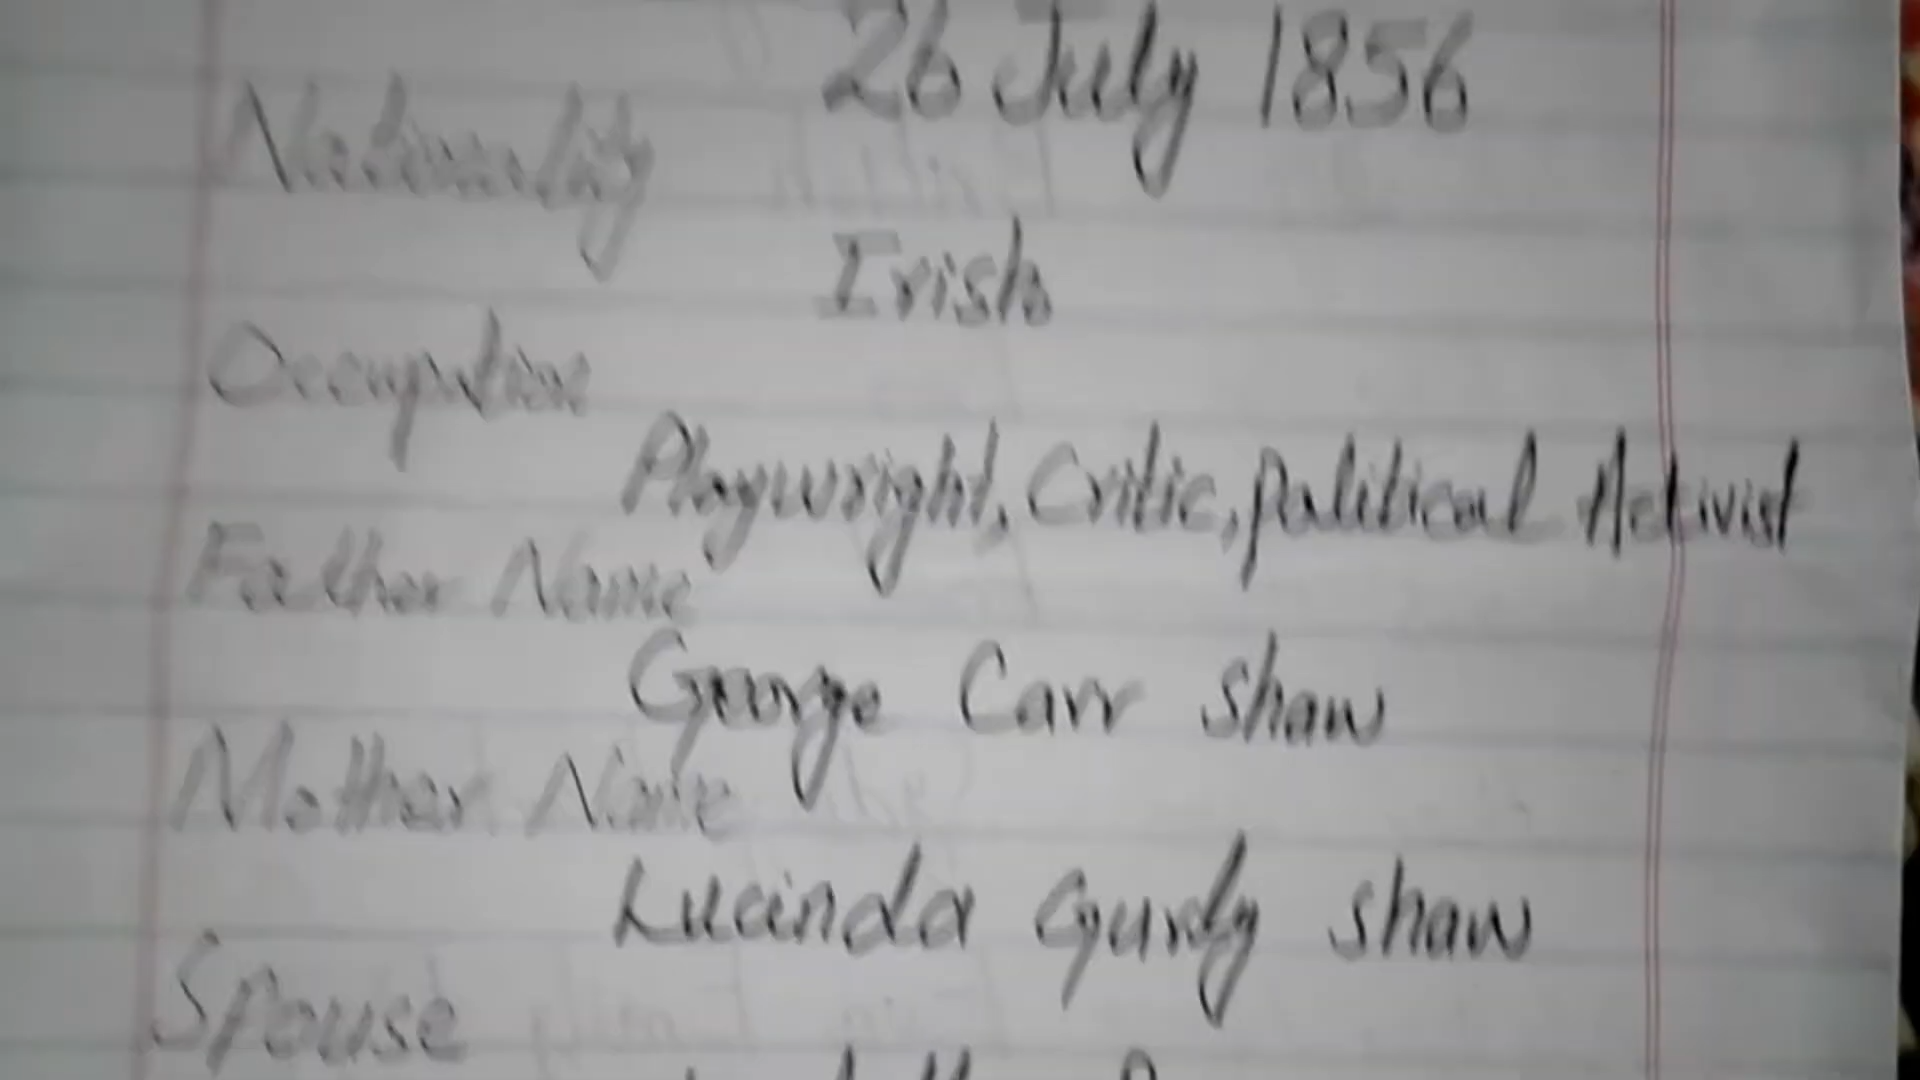 26 July 1856
Nationality
Irish
Occupation
Playwright, Critic, political Activist
Father Name
George Carr Shaw
Mother Name
Lucinda Gurly Shaw
Spouse